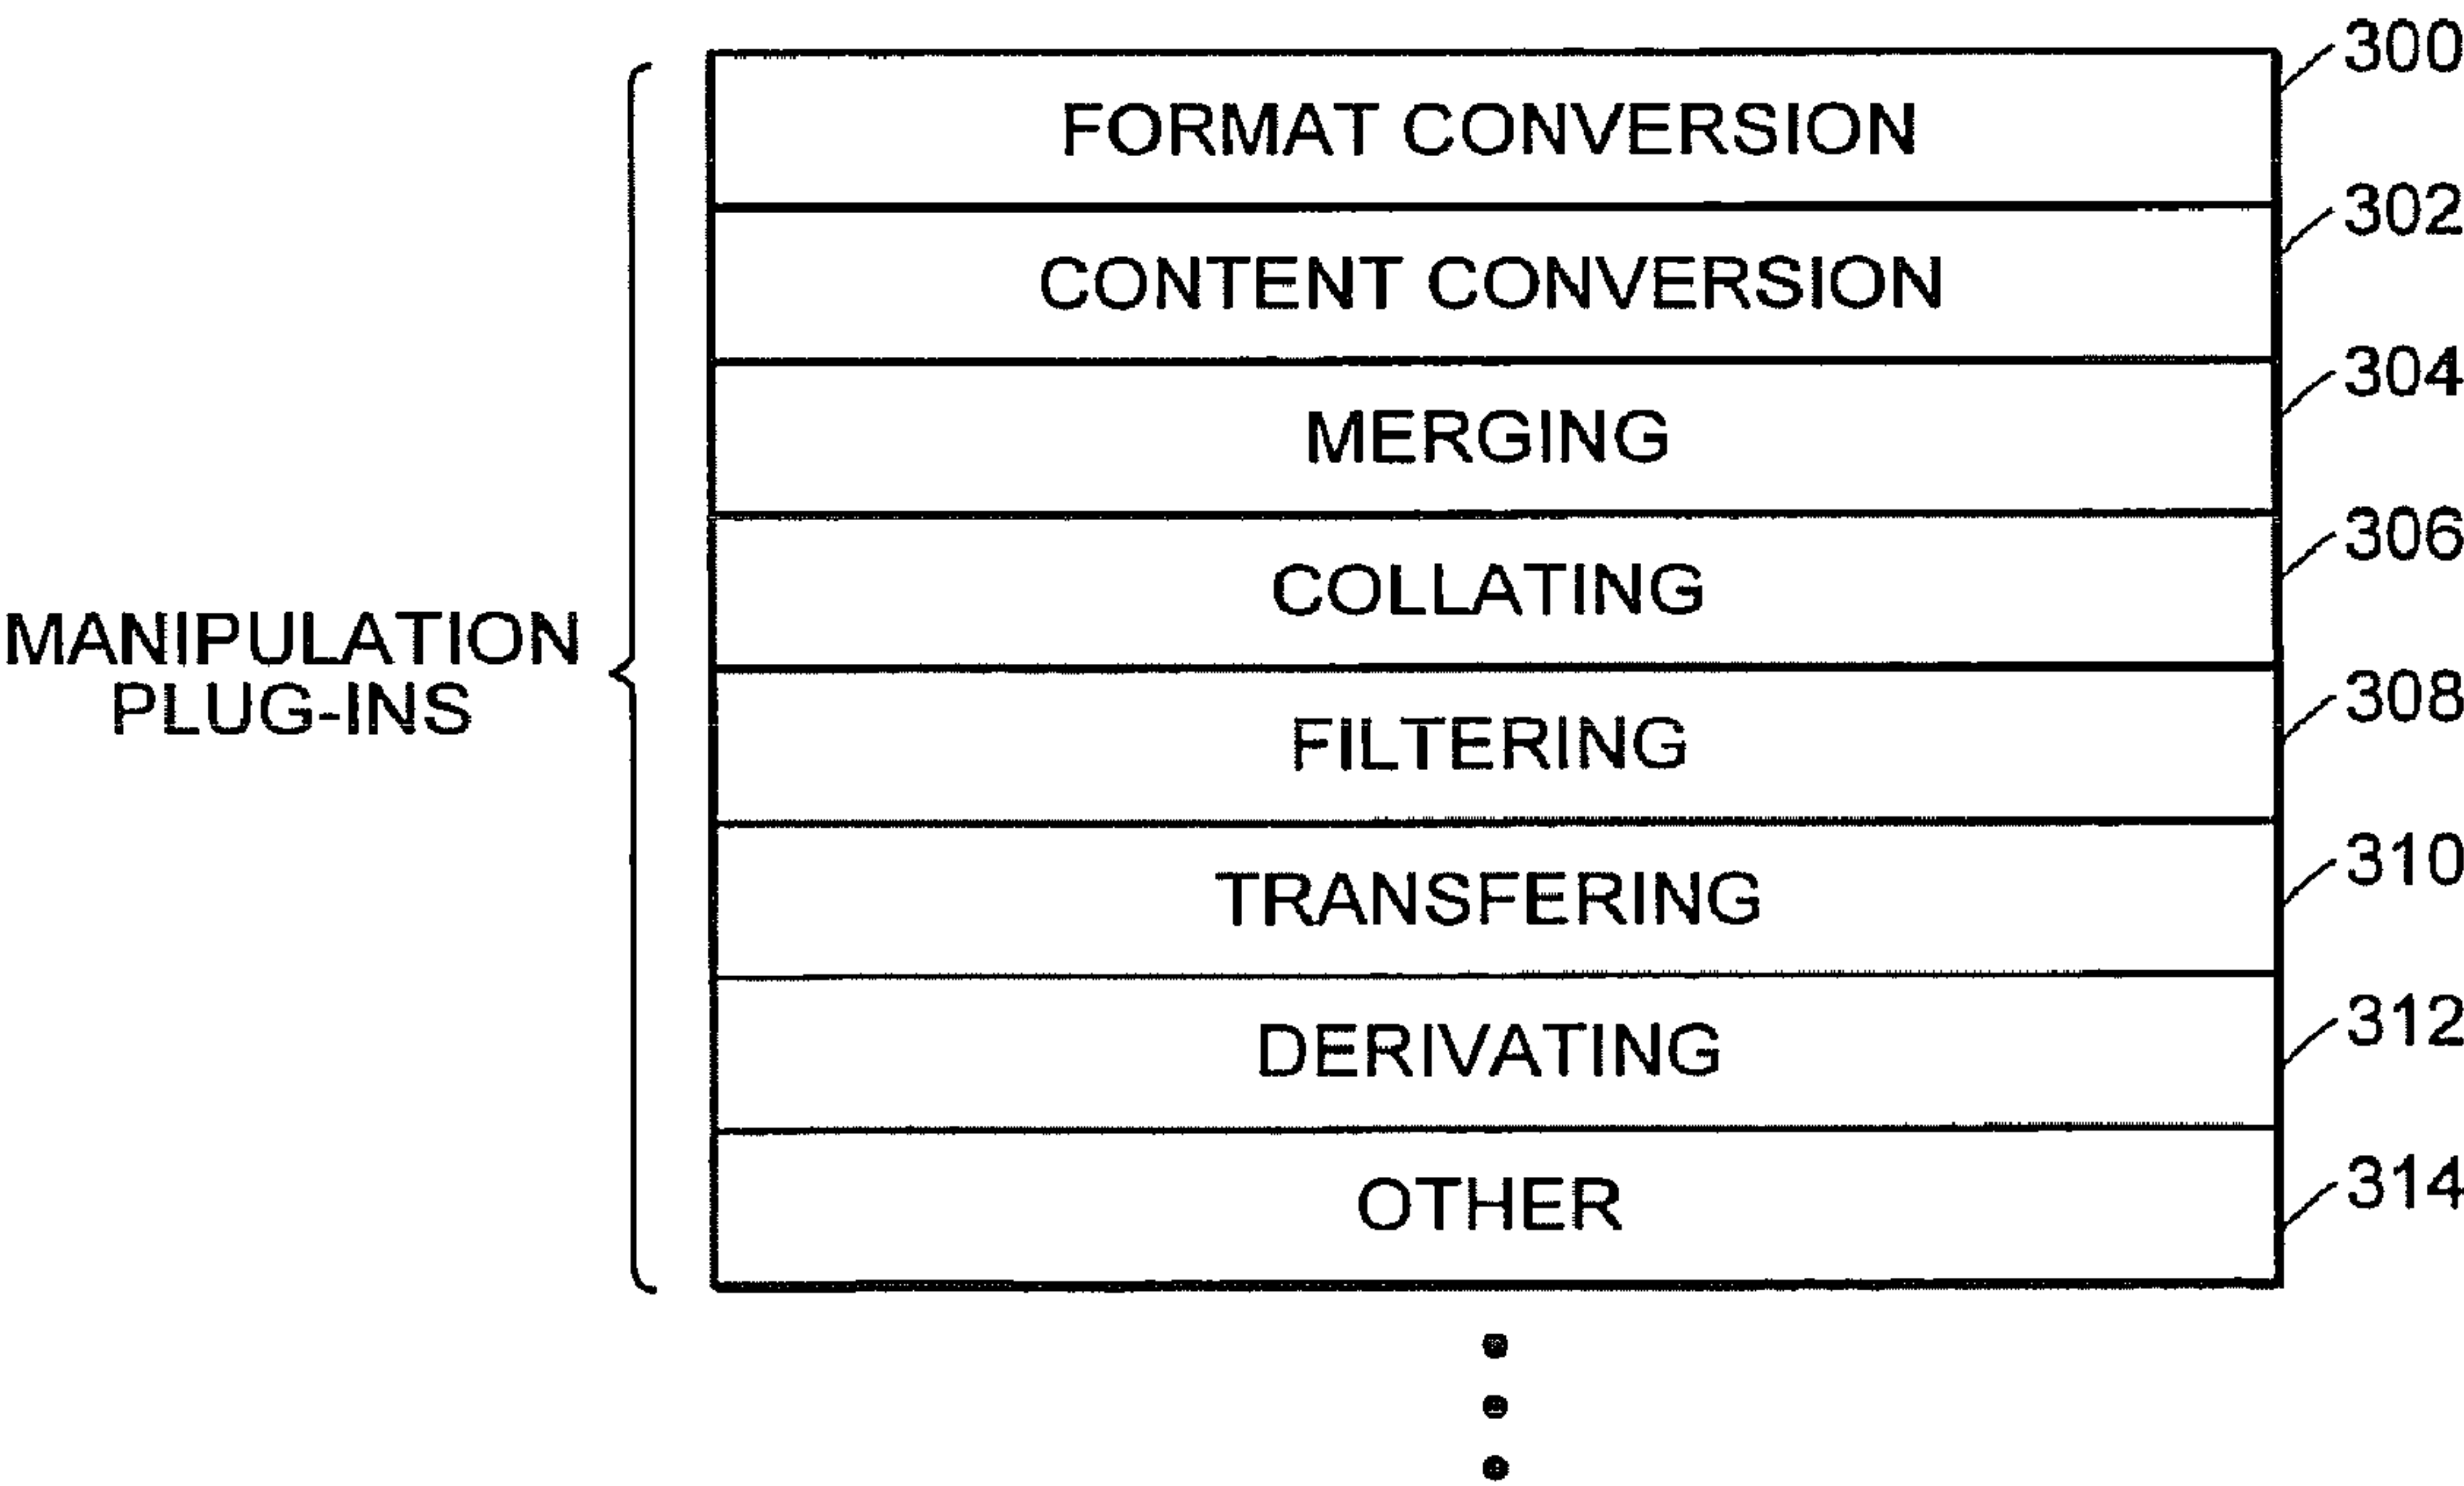 300
FORMAT CONVERSION
302
CONTENT CONVERSION
304
MERGING
306
COLLATING
MANIPULATION
PLUG-INS
308
FILTERING
310
TRANSFERING
312
DERIVATING
314
OTHER